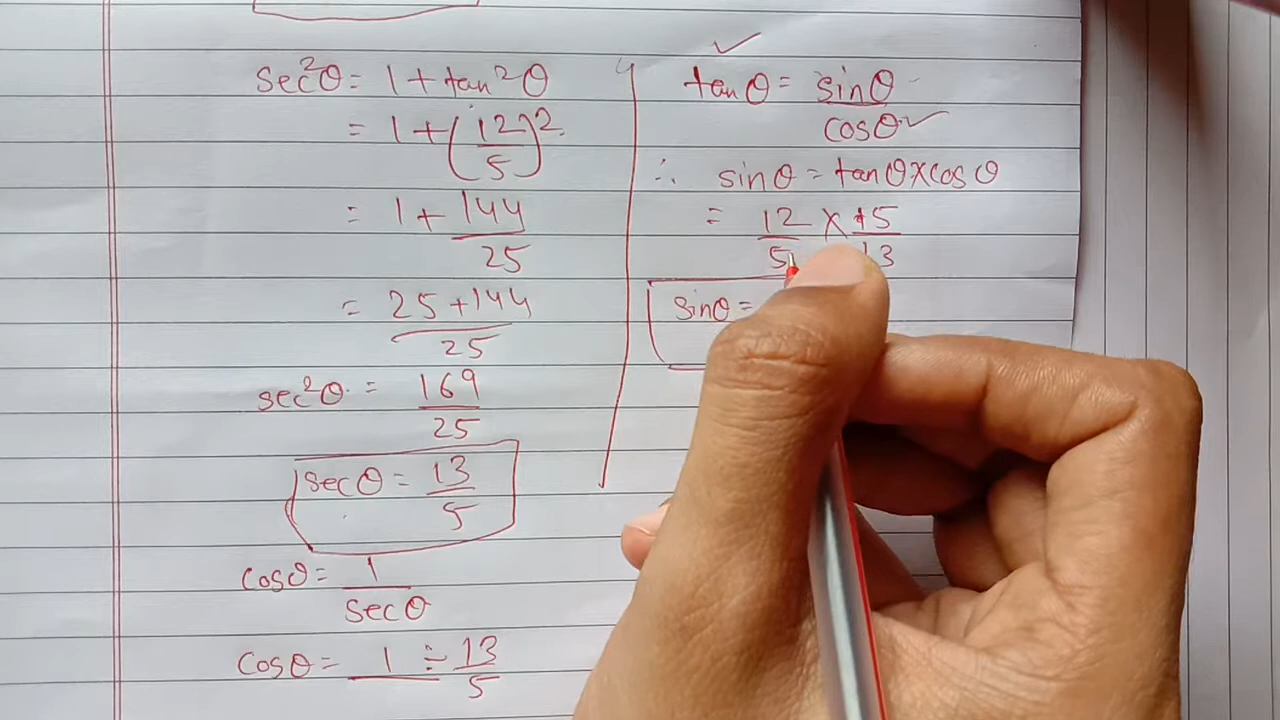 sec²θ = 1 + tan²θ
= 1 + (12/5)²
= 1 + 144/25
= 25 + 144/25
sec²θ = 169/25
secθ = 13/5
cosθ = 1/secθ
cosθ = 1 ÷ 13/5
tanθ = sinθ/cosθ
∴ sinθ = tanθ × cosθ
= 12/5 × 5/13
sinθ =